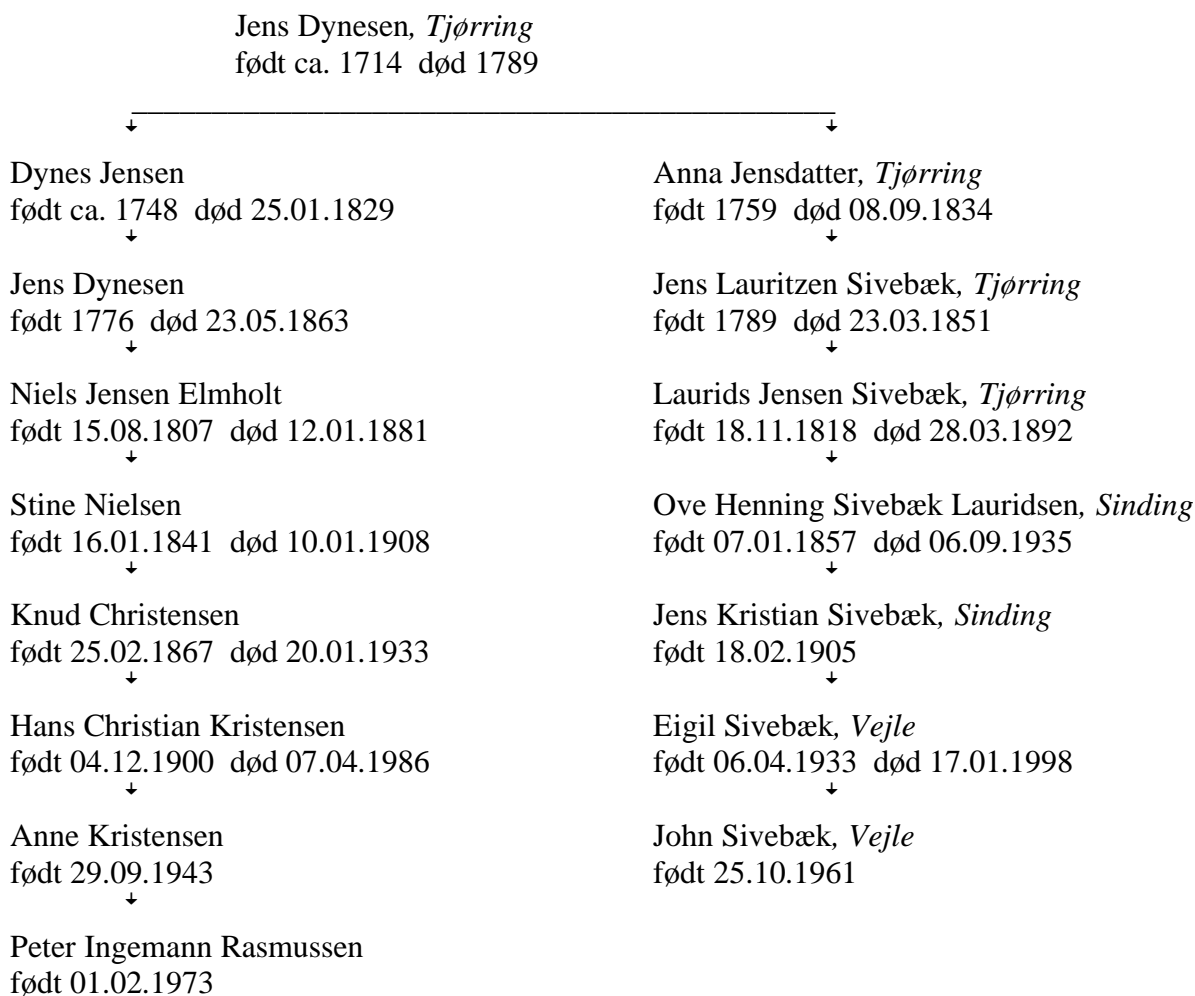 Jens Dynesen, Tjørring
født ca. 1714 død 1789
Dynes Jensen
født ca. 1748 død 25.01.1829
Jens Dynesen
født 1776 død 23.05.1863
Niels Jensen Elmholt
født 15.08.1807 død 12.01.1881
Stine Nielsen
født 16.01.1841 død 10.01.1908
Knud Christensen
født 25.02.1867 død 20.01.1933
Hans Christian Kristensen
født 04.12.1900 død 07.04.1986
Anne Kristensen
født 29.09.1943
Peter Ingemann Rasmussen
født 01.02.1973
Anna Jensdatter, Tjørring
født 1759 død 08.09.1834
Jens Lauritzen Sivebæk, Tjørring
født 1789 død 23.03.1851
Laurids Jensen Sivebæk, Tjørring
født 18.11.1818 død 28.03.1892
Ove Henning Sivebæk Lauridsen, Sinding
født 07.01.1857 død 06.09.1935
Jens Kristian Sivebæk, Sinding
født 18.02.1905
Eigil Sivebæk, Vejle
født 06.04.1933 død 17.01.1998
John Sivebæk, Vejle
født 25.10.1961